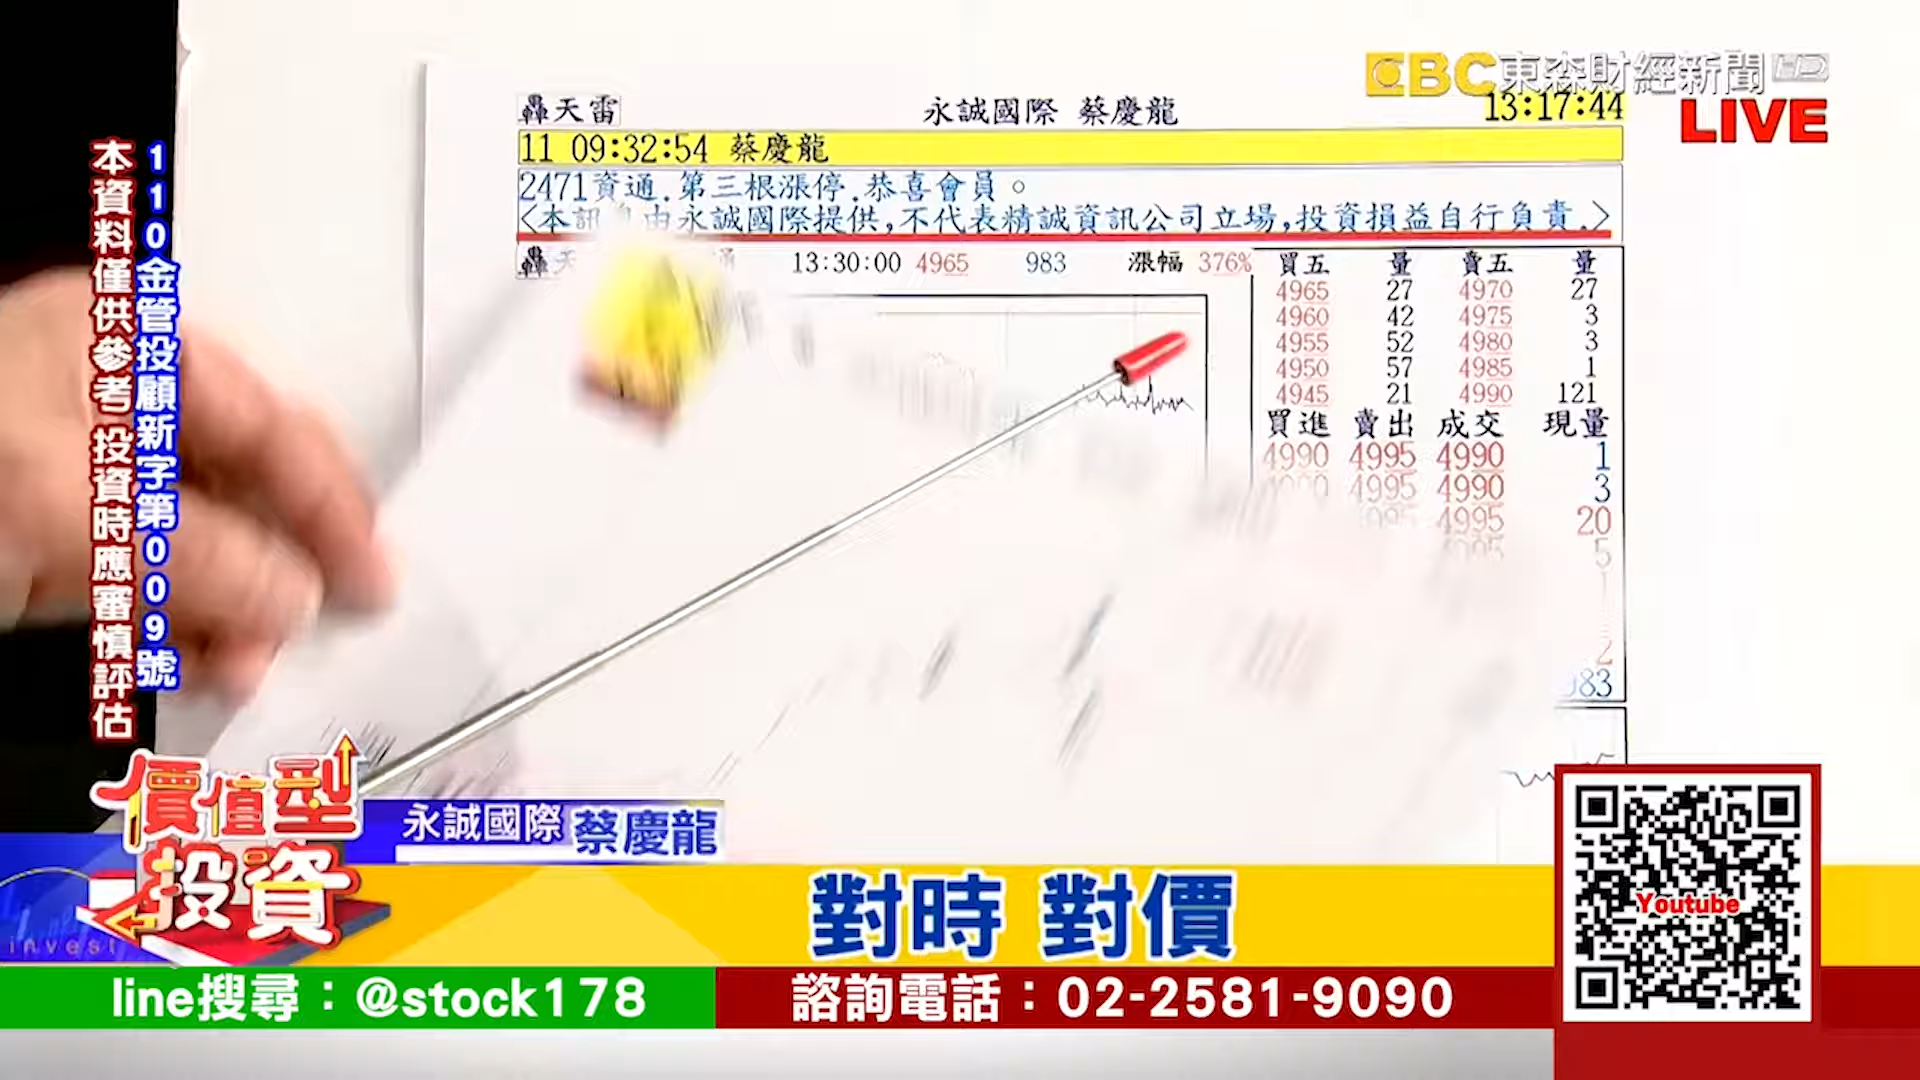 EBC東森財經新聞HD
LIVE
轟天雷 永誠國際 蔡慶龍 13:17:44
11 09:32:54 蔡慶龍
2471資通.第三根漲停.恭喜會員。
<本訊 由永誠國際提供,不代表精誠資訊公司立場,投資損益自行負責.>
轟天 通 13:30:00 4965 983 漲幅 376%
買五 量 賣五 量
4965 27 4970 27
4960 42 4975 3
4955 52 4980 3
4950 57 4985 1
4945 21 4990 121
買進 賣出 成交 現量
4990 4995 4990 1
4995 4990 3
4995 20
5
2
983
110金管投顧新字第009號
本資料僅供參考 投資時應審慎評估
價值型
投資
invest
永誠國際 蔡慶龍
對時 對價
line搜尋：@stock178
諮詢電話：02-2581-9090
Youtube